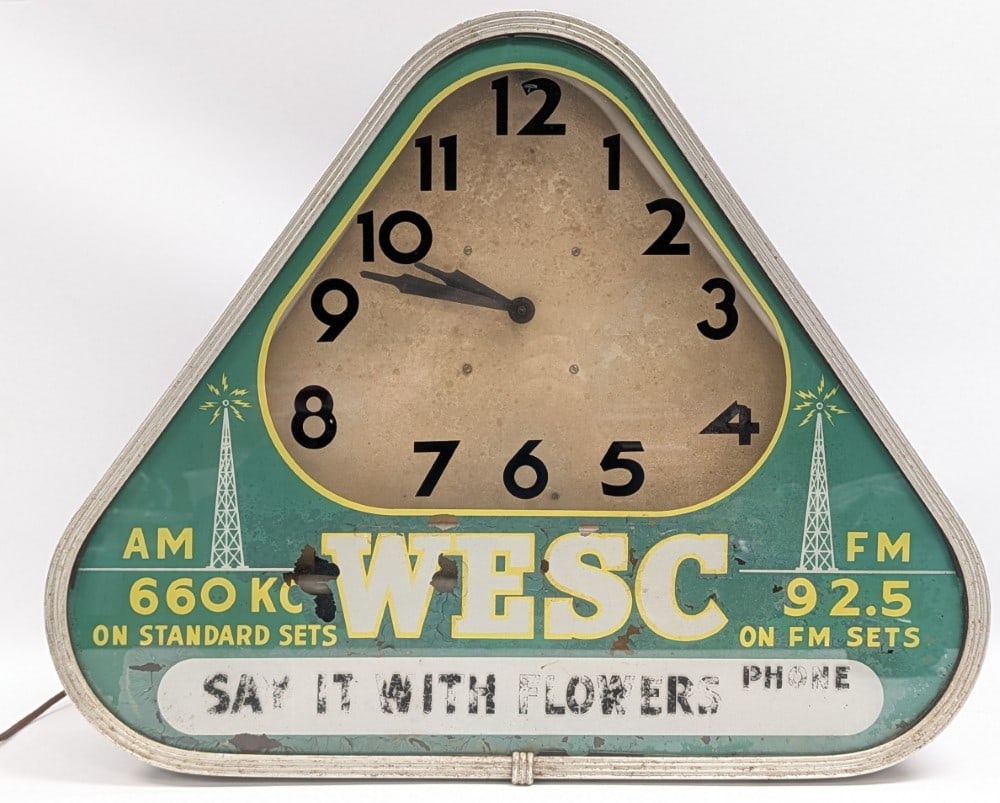 12
11 1
10 2
9 3
8 4
7 6 5
AM FM
WESC
660 KC 92.5
ON STANDARD SETS ON FM SETS
SAY IT WITH FLOWERS PHONE